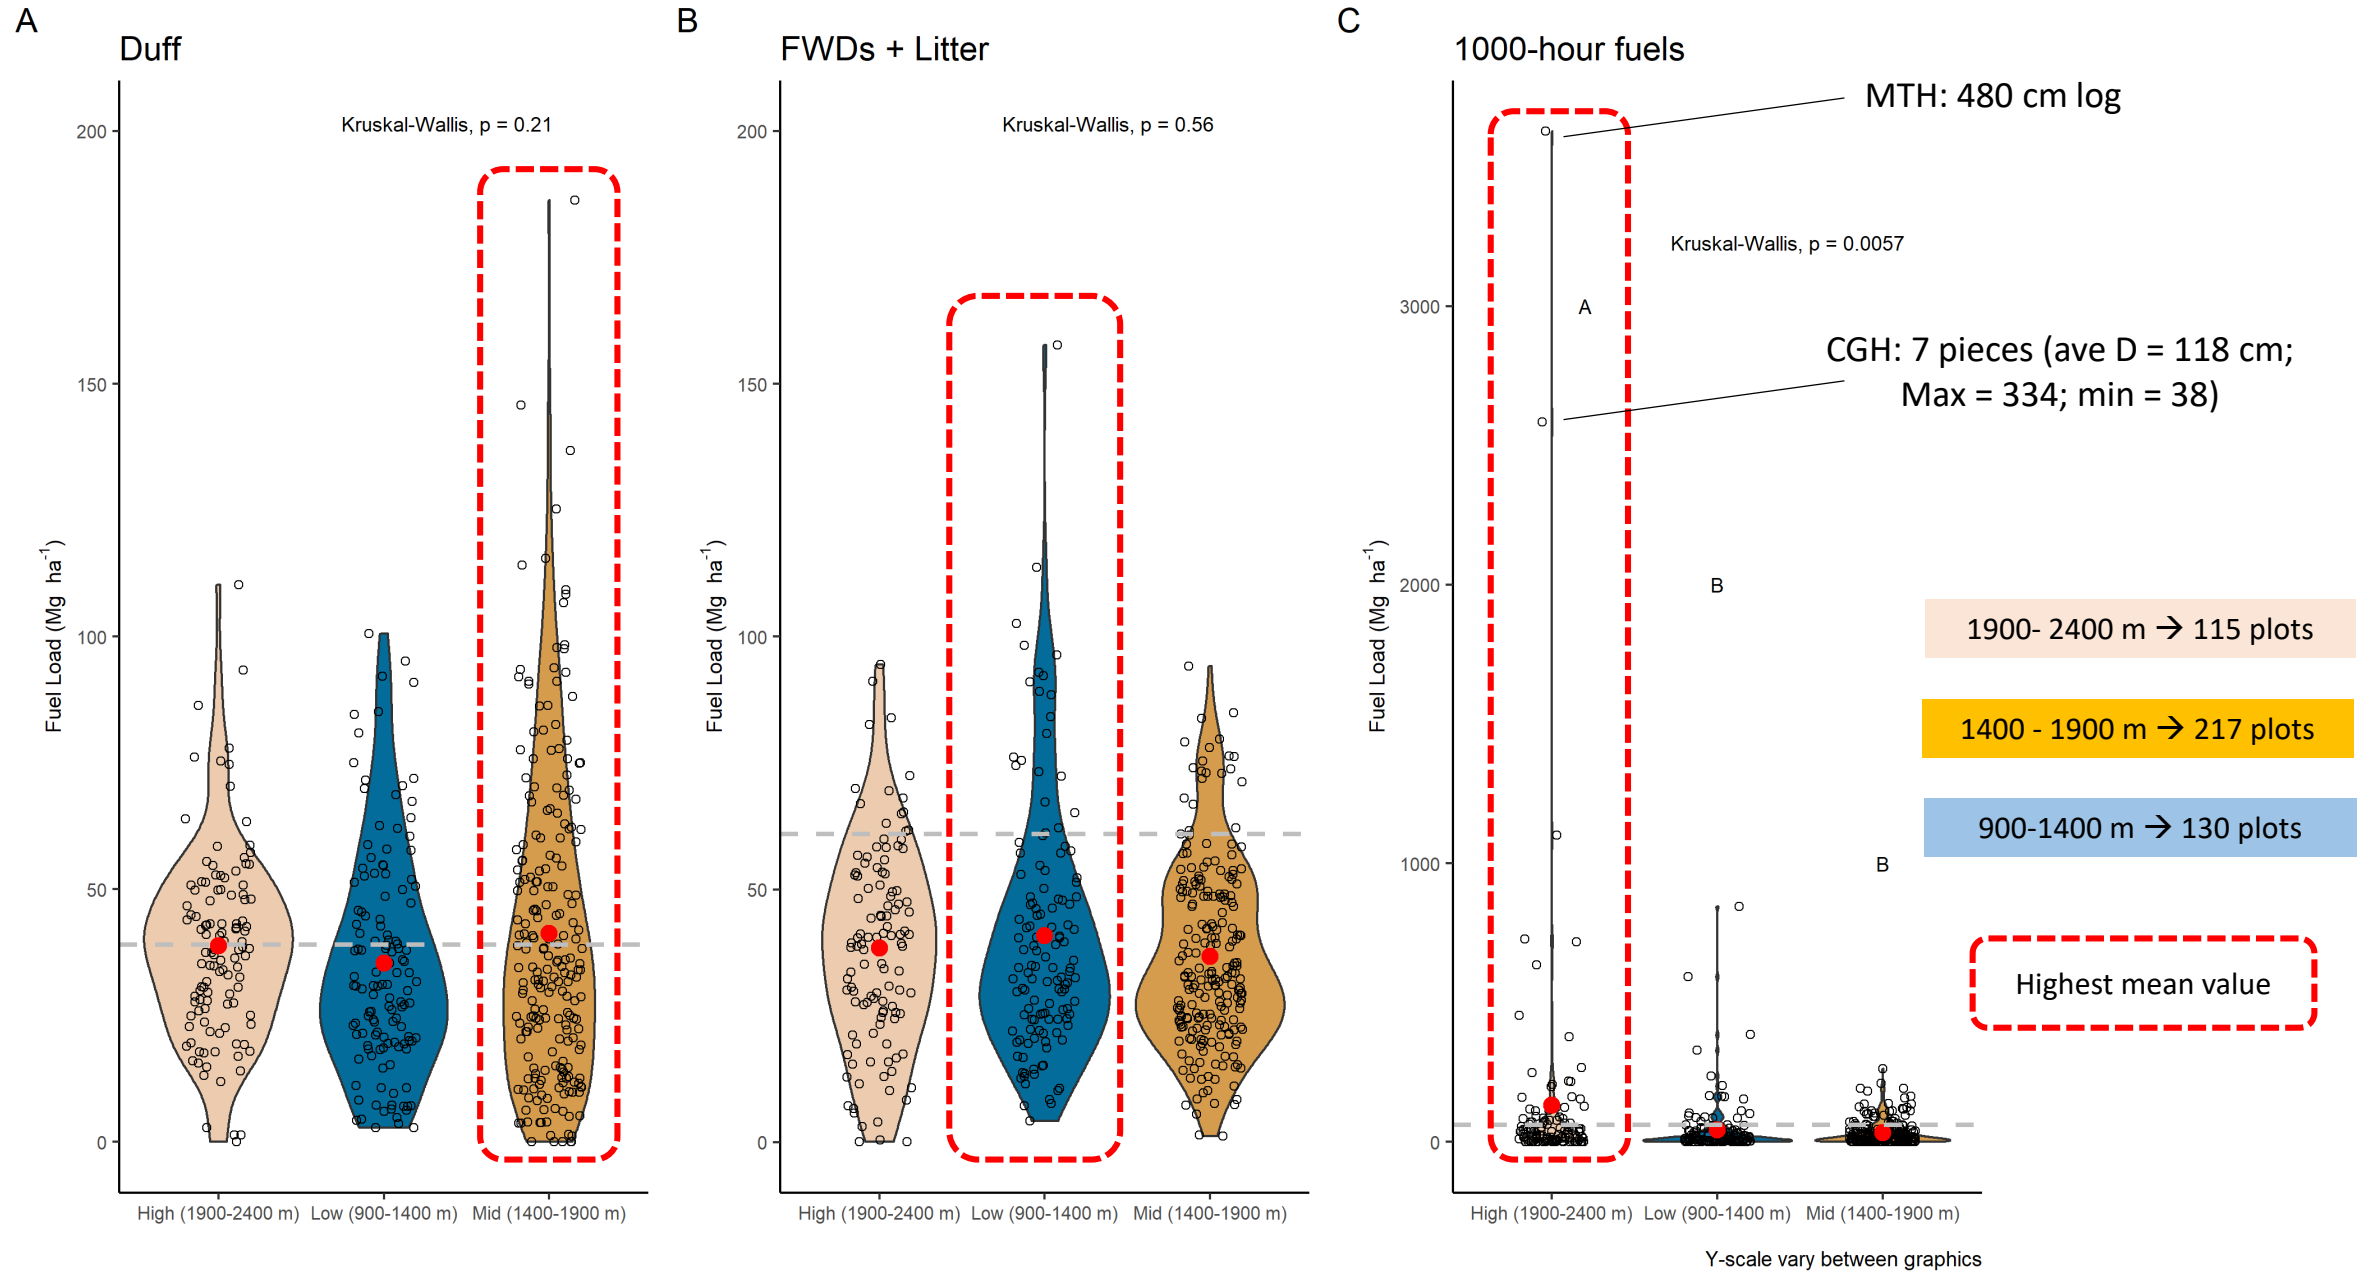 A
Duff
Kruskal-Wallis, p = 0.21
200
150
100
50
0
Fuel Load (Mg ha⁻¹)
High (1900-2400 m)
Low (900-1400 m)
Mid (1400-1900 m)
B
FWDs + Litter
Kruskal-Wallis, p = 0.56
200
150
100
50
0
Fuel Load (Mg ha⁻¹)
High (1900-2400 m)
Low (900-1400 m)
Mid (1400-1900 m)
C
1000-hour fuels
MTH: 480 cm log
Kruskal-Wallis, p = 0.0057
A
CGH: 7 pieces (ave D = 118 cm;
Max = 334; min = 38)
B
B
3000
2000
1000
0
Fuel Load (Mg ha⁻¹)
High (1900-2400 m)
Low (900-1400 m)
Mid (1400-1900 m)
1900- 2400 m → 115 plots
1400 - 1900 m → 217 plots
900-1400 m → 130 plots
Highest mean value
Y-scale vary between graphics